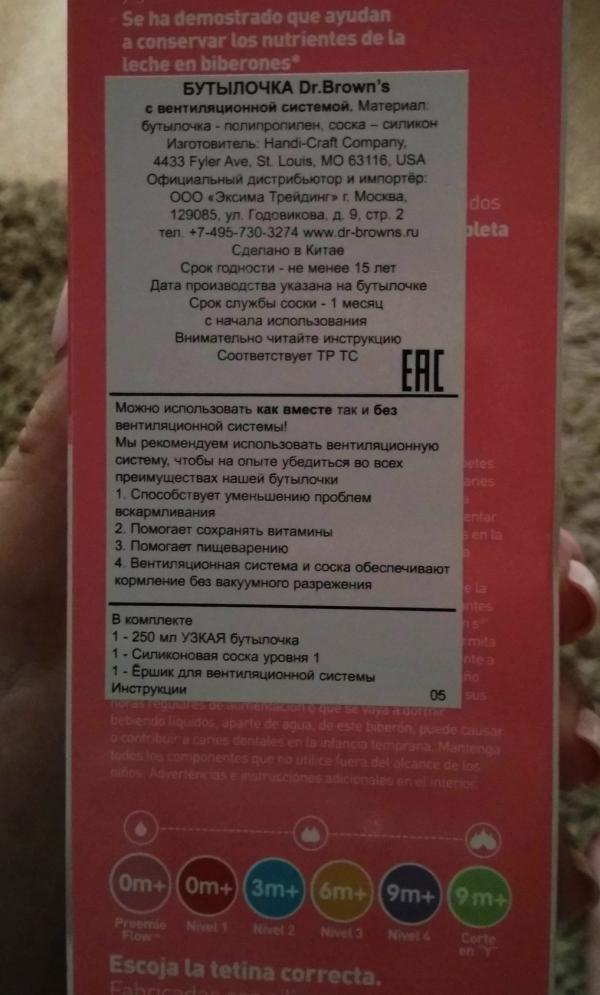 Se ha demostrado que ayudan
a conservar los nutrientes de la
leche en biberones*
БУТЫЛОЧКА Dr.Brown's
с вентиляционной системой. Материал:
бутылочка - полипропилен, соска – силикон
Изготовитель: Handi-Craft Company,
4433 Fyler Ave, St. Louis, MO 63116, USA
Официальный дистрибьютор и импортёр:
ООО «Эксима Трейдинг» г. Москва,
129085, ул. Годовикова, д. 9, стр. 2
тел. +7-495-730-3274 www.dr-browns.ru
Сделано в Китае
Срок годности - не менее 15 лет
Дата производства указана на бутылочке
Срок службы соски - 1 месяц
с начала использования
Внимательно читайте инструкцию
Соответствует ТР ТС
EAC
Можно использовать как вместе так и без
вентиляционной системы!
Мы рекомендуем использовать вентиляционную
систему, чтобы на опыте убедиться во всех
преимуществах нашей бутылочки
1. Способствует уменьшению проблем
вскармливания
2. Помогает сохранять витамины
3. Помогает пищеварению
4. Вентиляционная система и соска обеспечивают
кормление без вакуумного разрежения
В комплекте
1 - 250 мл УЗКАЯ бутылочка
1 - Силиконовая соска уровня 1
1 - Ёршик для вентиляционной системы
Инструкции 05
horas regulares de alimentación o que se vaya a dormir
bebiendo líquidos, aparte de agua, de este biberón, puede causar
o contribuir a caries dentales en la infancia temprana. Mantenga
todos los componentes que no utilice fuera del alcance de los
niños. Advertencias e instrucciones adicionales en el interior.
0m+ 0m+ 3m+ 6m+ 9m+ 9m+
Preemie Flow™ Nivel 1 Nivel 2 Nivel 3 Nivel 4 Corte en "Y"
Escoja la tetina correcta.